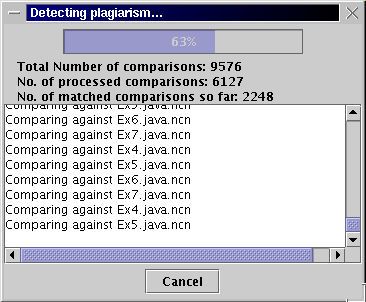 Detecting plagiarism...
63%
Total Number of comparisons: 9576
No. of processed comparisons: 6127
No. of matched comparisons so far: 2248
Comparing against Ex5.java.ncn
Comparing against Ex6.java.ncn
Comparing against Ex7.java.ncn
Comparing against Ex4.java.ncn
Comparing against Ex5.java.ncn
Comparing against Ex6.java.ncn
Comparing against Ex7.java.ncn
Comparing against Ex4.java.ncn
Comparing against Ex5.java.ncn
Cancel